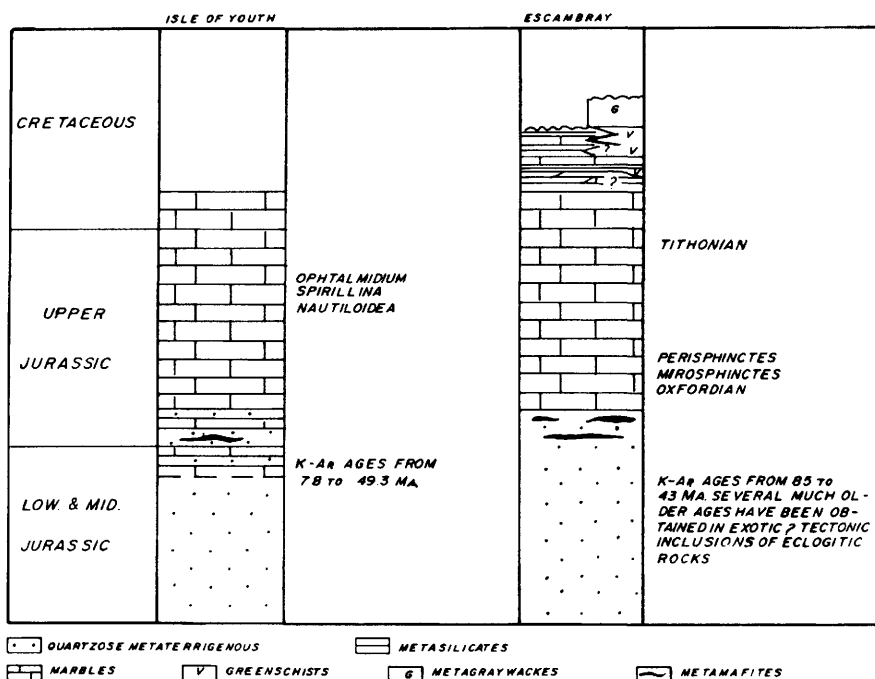 ISLE OF YOUTH
ESCAMBRAY
CRETACEOUS
G
V
? V
V
?
UPPER
JURASSIC
OPHTALMIDIUM
SPIRILLINA
NAUTILOIDEA
TITHONIAN
PERISPHINCTES
MIROSPHINCTES
OXFORDIAN
LOW. & MID.
JURASSIC
K-AR AGES FROM
78 TO 49.3 MA.
K-AR AGES FROM 85 TO
43 MA. SEVERAL MUCH OL-
DER AGES HAVE BEEN OB-
TAINED IN EXOTIC ? TECTONIC
INCLUSIONS OF ECLOGITIC
ROCKS
QUARTZOSE METATERRIGENOUS
METASILICATES
MARBLES
V GREENSCHISTS
G METAGRAYWACKES
METAMAFITES